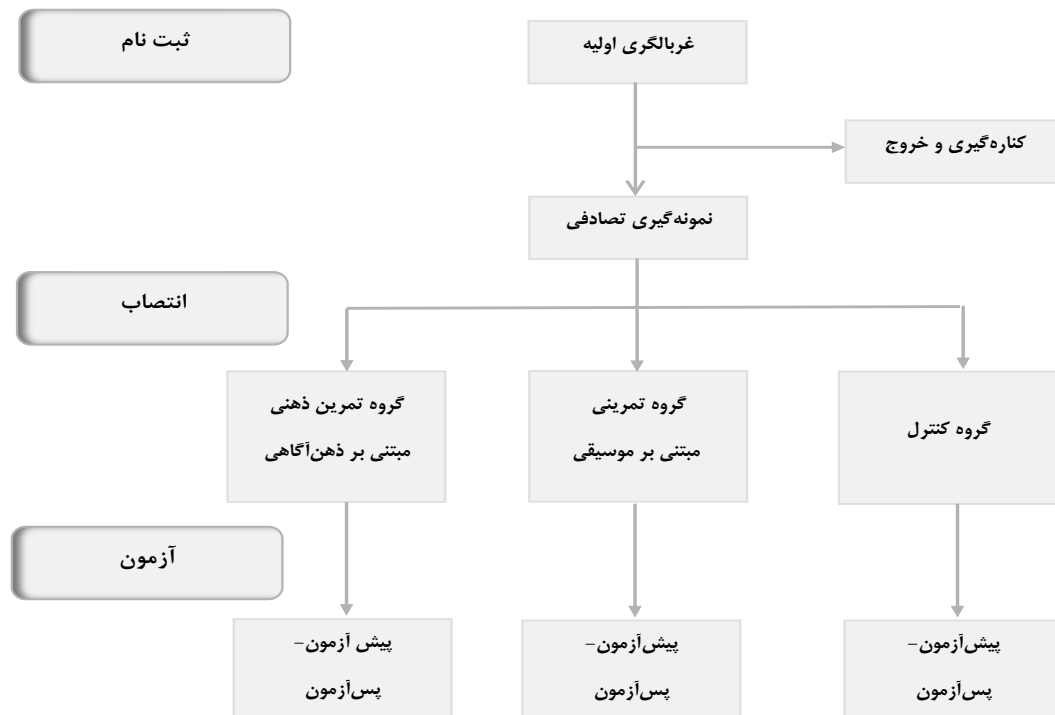 ثبت نام
غربالگری اولیه
کناره‌گیری و خروج
نمونه‌گیری تصادفی
انتصاب
گروه تمرین ذهنی
مبتنی بر ذهن‌آگاهی
گروه تمرینی
مبتنی بر موسیقی
گروه کنترل
آزمون
پیش آزمون–
پس‌آزمون
پیش‌آزمون–
پس‌آزمون
پیش‌آزمون–
پس‌آزمون